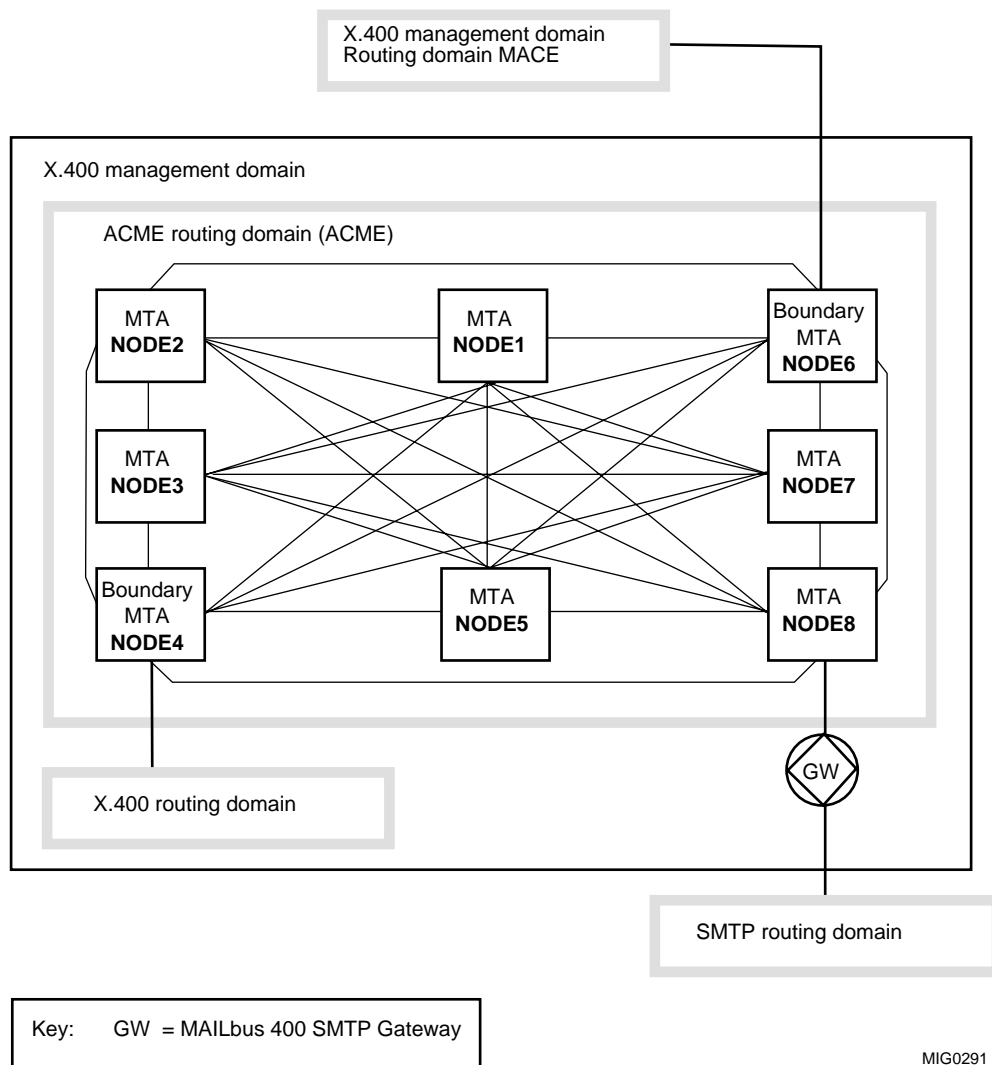 X.400 management domain
Routing domain MACE
X.400 management domain
ACME routing domain (ACME)
MTA
NODE2
MTA
NODE1
Boundary
MTA
NODE6
MTA
NODE3
MTA
NODE7
Boundary
MTA
NODE4
MTA
NODE5
MTA
NODE8
GW
X.400 routing domain
SMTP routing domain
Key: GW = MAILbus 400 SMTP Gateway
MIG0291